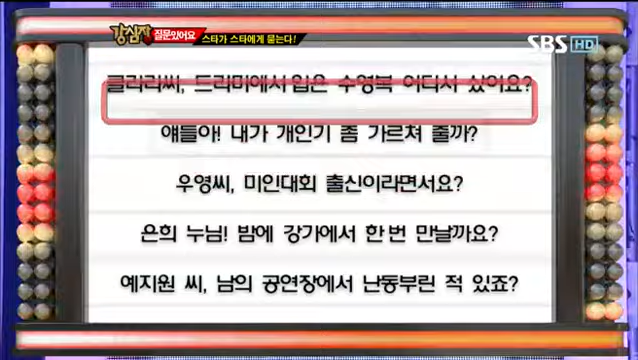 강심장 질문있어요 스타가 스타에게 묻는다!
SBS HD
클라라씨, 드라마에서 입은 수영복 어디서 샀어요?
얘들아! 내가 개인기 좀 가르쳐 줄까?
우영씨, 미인대회 출신이라면서요?
은희 누님! 밤에 강가에서 한번 만날까요?
예지원 씨, 남의 공연장에서 난동부린 적 있죠?